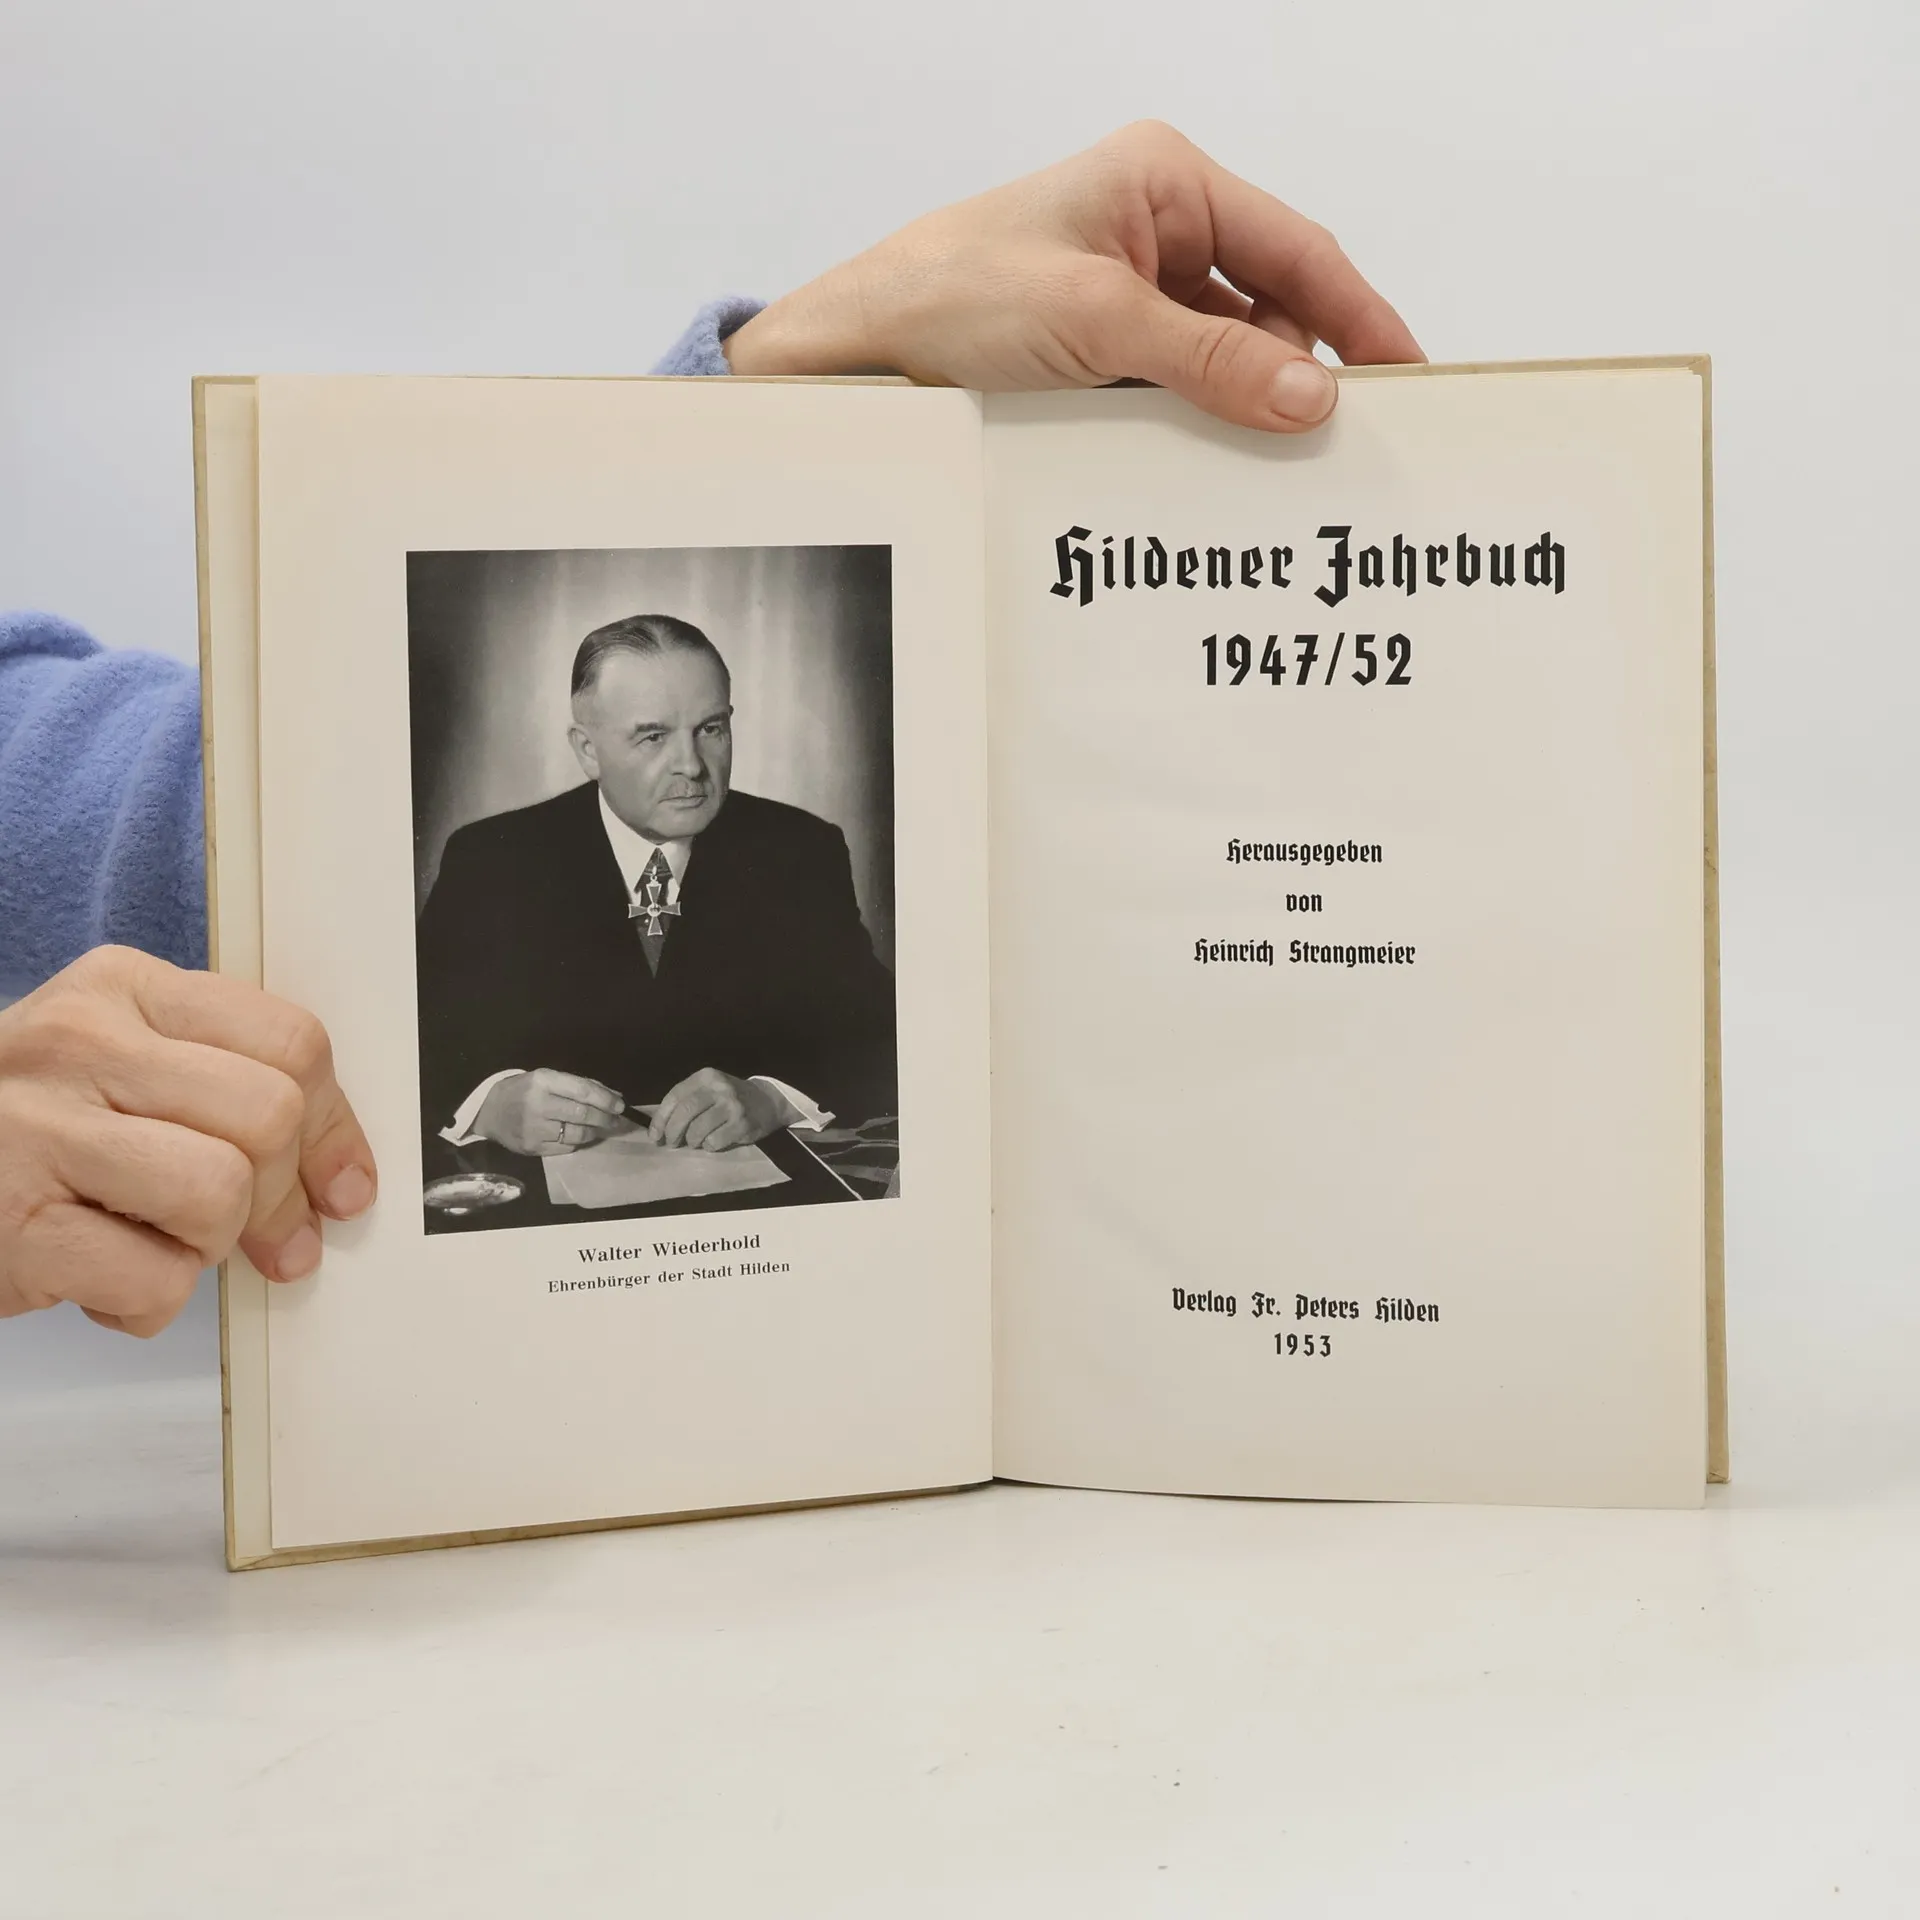 Walter Wiederhold
Ehrenbürger der Stadt Hilden
Hildener Jahrbuch
1947/52
Herausgegeben
von
Heinrich Strangmeier
Verlag Fr. Peters Hilden
1953